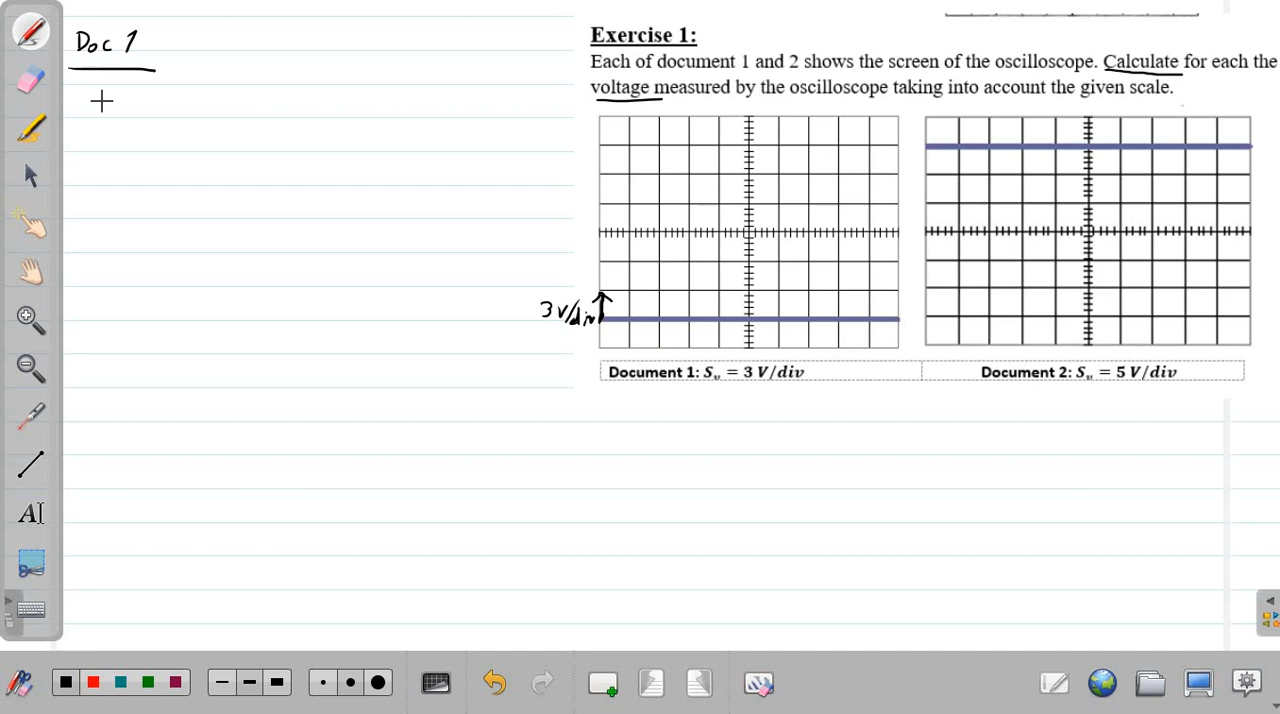 Doc 1
Exercise 1:
Each of document 1 and 2 shows the screen of the oscilloscope. Calculate for each the
voltage measured by the oscilloscope taking into account the given scale.
3 V/div
Document 1: Sᵥ = 3 V/div
Document 2: Sᵥ = 5 V/div
A